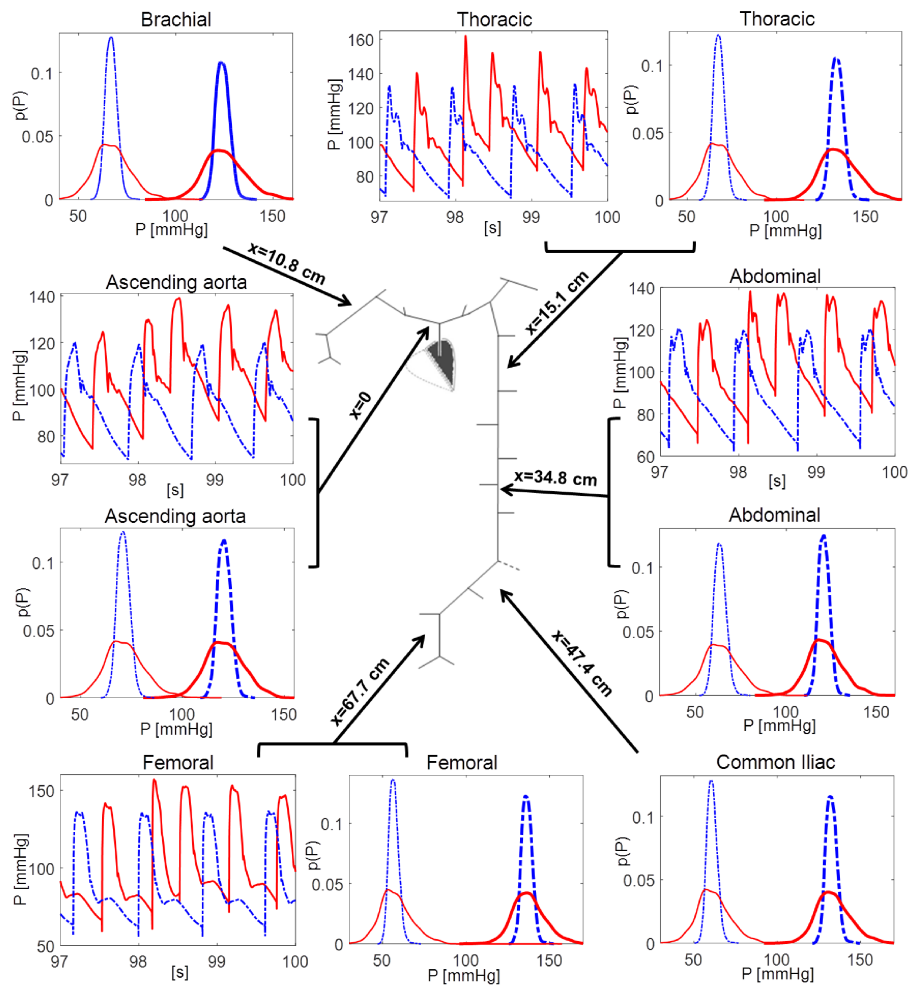 Brachial
Thoracic
Thoracic
p(P)
0.1
0.05
0
50
100
150
P [mmHg]
P [mmHg]
160
140
120
100
80
97
98
99
100
[s]
p(P)
0.1
0.05
0
50
100
150
P [mmHg]
x=10.8 cm
x=15.1 cm
Ascending aorta
Abdominal
P [mmHg]
140
120
100
80
97
98
99
100
[s]
x=0
P [mmHg]
140
120
100
80
60
97
98
99
100
[s]
x=34.8 cm
Ascending aorta
Abdominal
p(P)
0.1
0.05
0
50
100
150
P [mmHg]
p(P)
0.1
0.05
0
50
100
150
P [mmHg]
x=67.7 cm
x=47.4 cm
Femoral
Femoral
Common Iliac
P [mmHg]
150
100
50
97
98
99
100
[s]
p(P)
0.1
0.05
0
50
100
150
P [mmHg]
p(P)
0.1
0.05
0
50
100
150
P [mmHg]